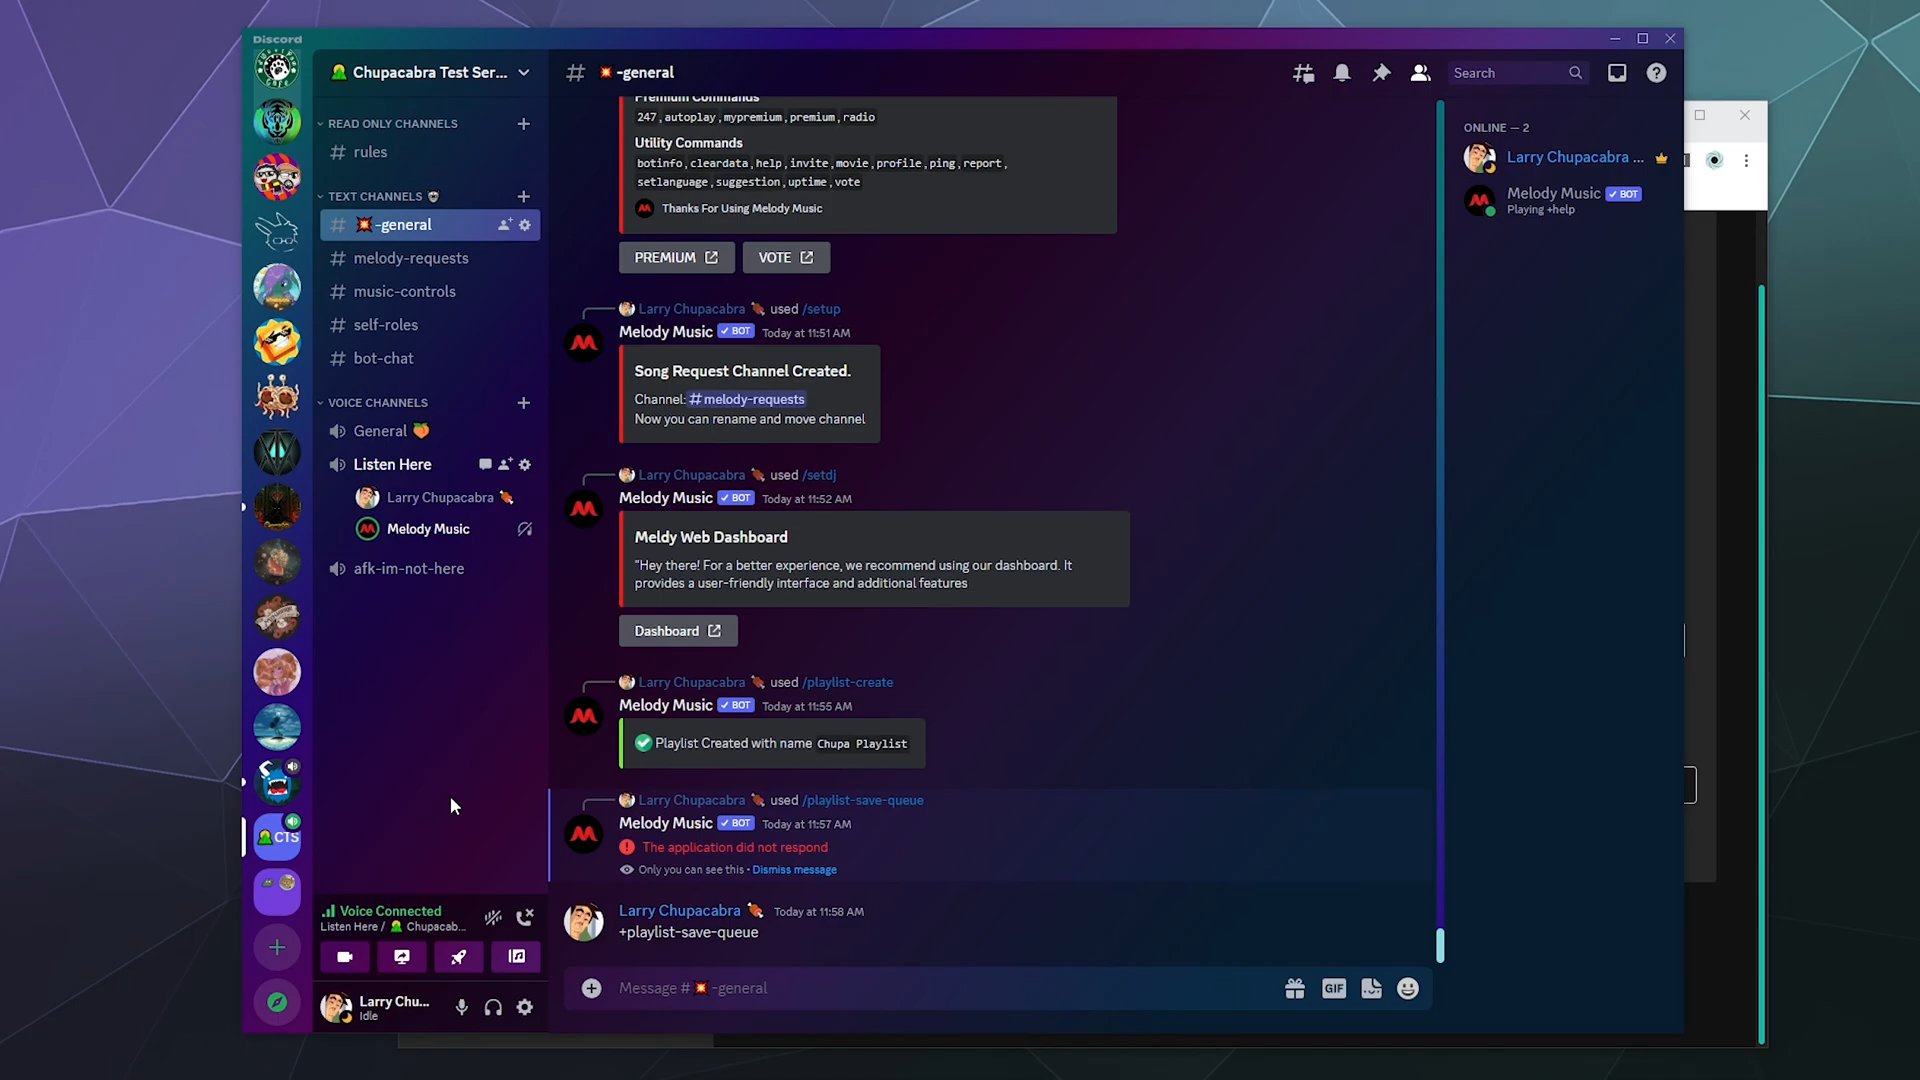 Discord
Chupacabra Test Ser...
READ ONLY CHANNELS
rules
TEXT CHANNELS
-general
melody-requests
music-controls
self-roles
bot-chat
VOICE CHANNELS
General
Listen Here
Larry Chupacabra
Melody Music
afk-im-not-here
CTS
Voice Connected
Listen Here / Chupacab...
Larry Chu...
Idle
-general
Search
Premium Commands
247 , autoplay , mypremium , premium , radio
Utility Commands
botinfo , cleardata , help , invite , movie , profile , ping , report ,
setlanguage , suggestion , uptime , vote
Thanks For Using Melody Music
PREMIUM
VOTE
Larry Chupacabra used /setup
Melody Music BOT Today at 11:51 AM
Song Request Channel Created.
Channel: #melody-requests
Now you can rename and move channel
Larry Chupacabra used /setdj
Melody Music BOT Today at 11:52 AM
Meldy Web Dashboard
"Hey there! For a better experience, we recommend using our dashboard. It
provides a user-friendly interface and additional features
Dashboard
Larry Chupacabra used /playlist-create
Melody Music BOT Today at 11:55 AM
Playlist Created with name Chupa Playlist
Larry Chupacabra used /playlist-save-queue
Melody Music BOT Today at 11:57 AM
The application did not respond
Only you can see this • Dismiss message
Larry Chupacabra Today at 11:58 AM
+playlist-save-queue
Message # -general
GIF
ONLINE — 2
Larry Chupacabra ...
Melody Music BOT
Playing +help